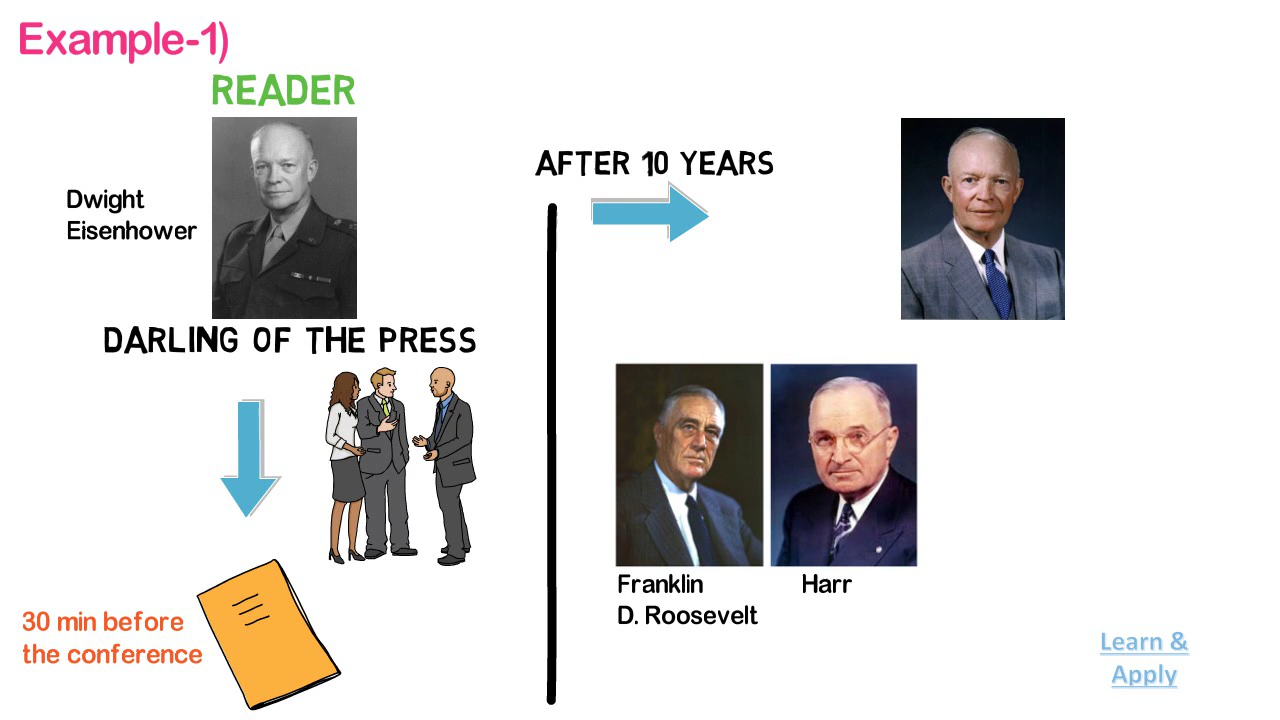 Example-1)
READER
Dwight
Eisenhower
DARLING OF THE PRESS
30 min before
the conference
AFTER 10 YEARS
Franklin
D. Roosevelt
Harr
Learn &
Apply